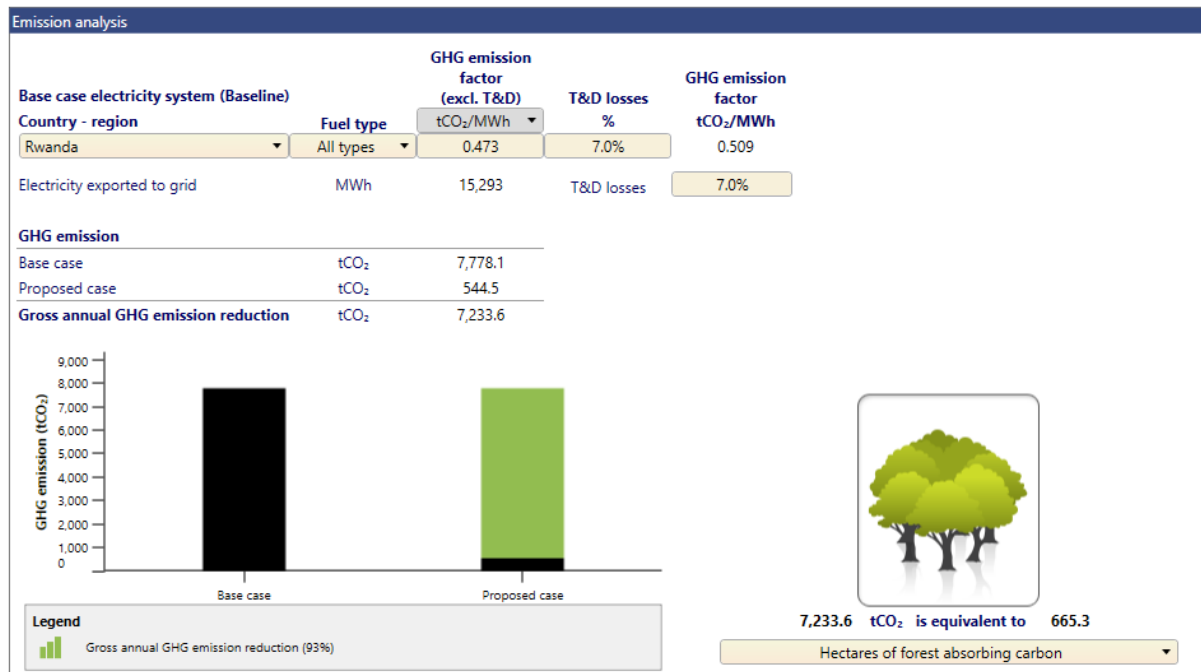 Emission analysis
GHG emission
factor
(excl. T&D)
GHG emission
factor
Base case electricity system (Baseline)
T&D losses
Country - region
Fuel type
tCO₂/MWh
%
tCO₂/MWh
Rwanda
All types
0.473
7.0%
0.509
Electricity exported to grid
MWh
15,293
T&D losses
7.0%
GHG emission
Base case
tCO₂
7,778.1
Proposed case
tCO₂
544.5
Gross annual GHG emission reduction
tCO₂
7,233.6
GHG emission (tCO₂)
9,000
8,000
7,000
6,000
5,000
4,000
3,000
2,000
1,000
0
Base case
Proposed case
Legend
Gross annual GHG emission reduction (93%)
7,233.6 tCO₂ is equivalent to 665.3
Hectares of forest absorbing carbon